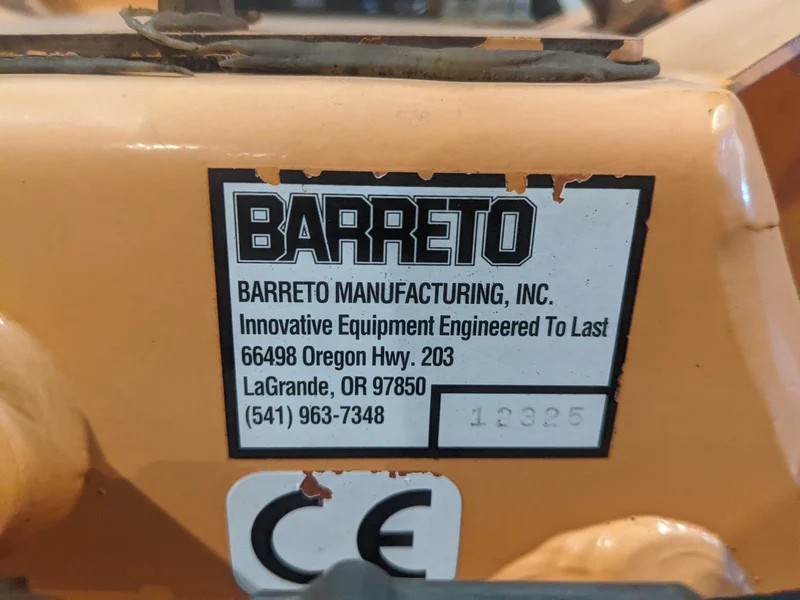 BARRETO
BARRETO MANUFACTURING, INC.
Innovative Equipment Engineered To Last
66498 Oregon Hwy. 203
LaGrande, OR 97850
(541) 963-7348
12325
CE